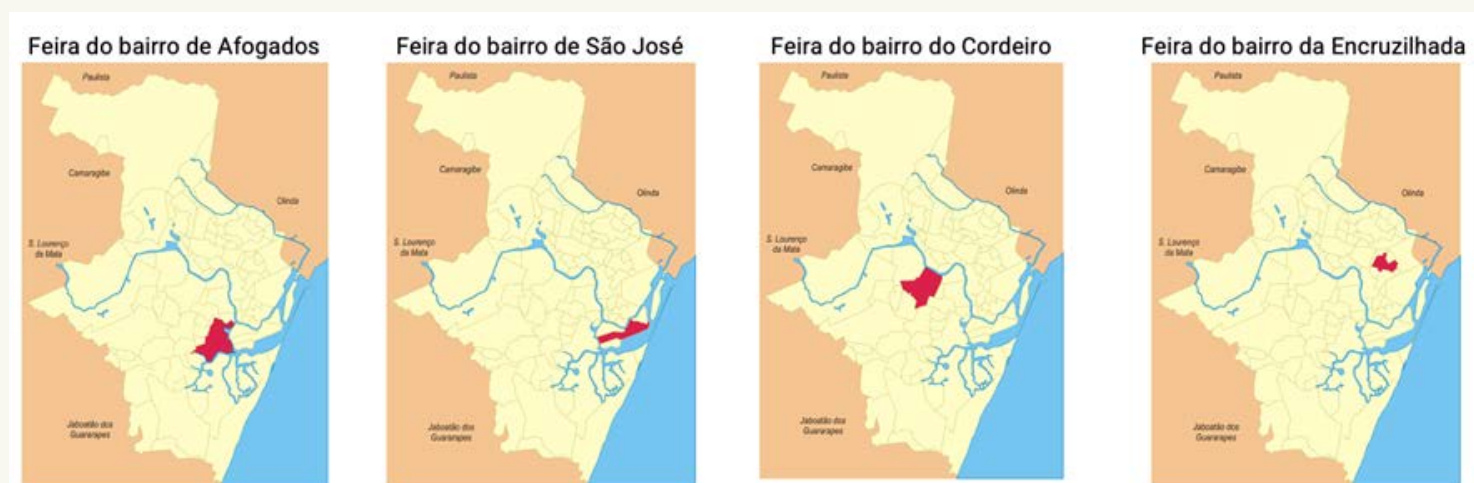 Feira do bairro de Afogados
Paulista
Camaragibe
Olinda
S. Lourenço
da Mata
Jaboatão dos
Guararapes
Feira do bairro de São José
Paulista
Camaragibe
Olinda
S. Lourenço
da Mata
Jaboatão dos
Guararapes
Feira do bairro do Cordeiro
Paulista
Camaragibe
Olinda
S. Lourenço
da Mata
Jaboatão dos
Guararapes
Feira do bairro da Encruzilhada
Paulista
Camaragibe
Olinda
S. Lourenço
da Mata
Jaboatão dos
Guararapes